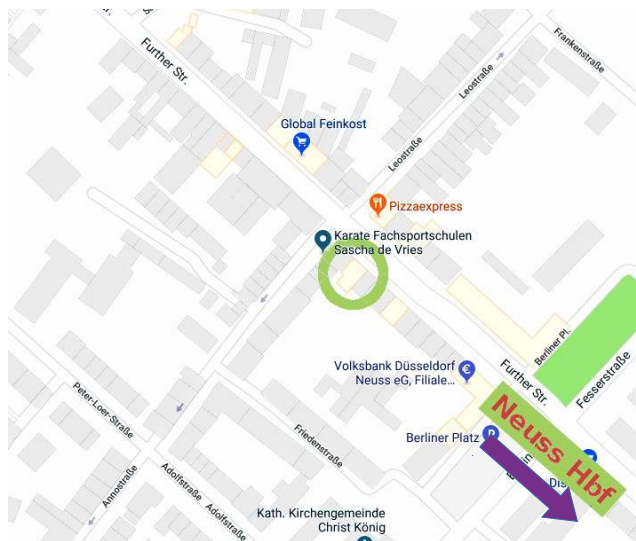 Further Str.
Frankenstraße
Leostraße
Global Feinkost
Leostraße
Pizzaexpress
Karate Fachsportschulen
Sascha de Vries
Berliner Pl.
Volksbank Düsseldorf
Neuss eG, Filiale...
Further Str.
Fesserstraße
Peter-Loer-Straße
Neuss Hbf
Berliner Platz
P
Friedenstraße
Adolfstraße
Annostraße
Adolfstraße
Kath. Kirchengemeinde
Christ König